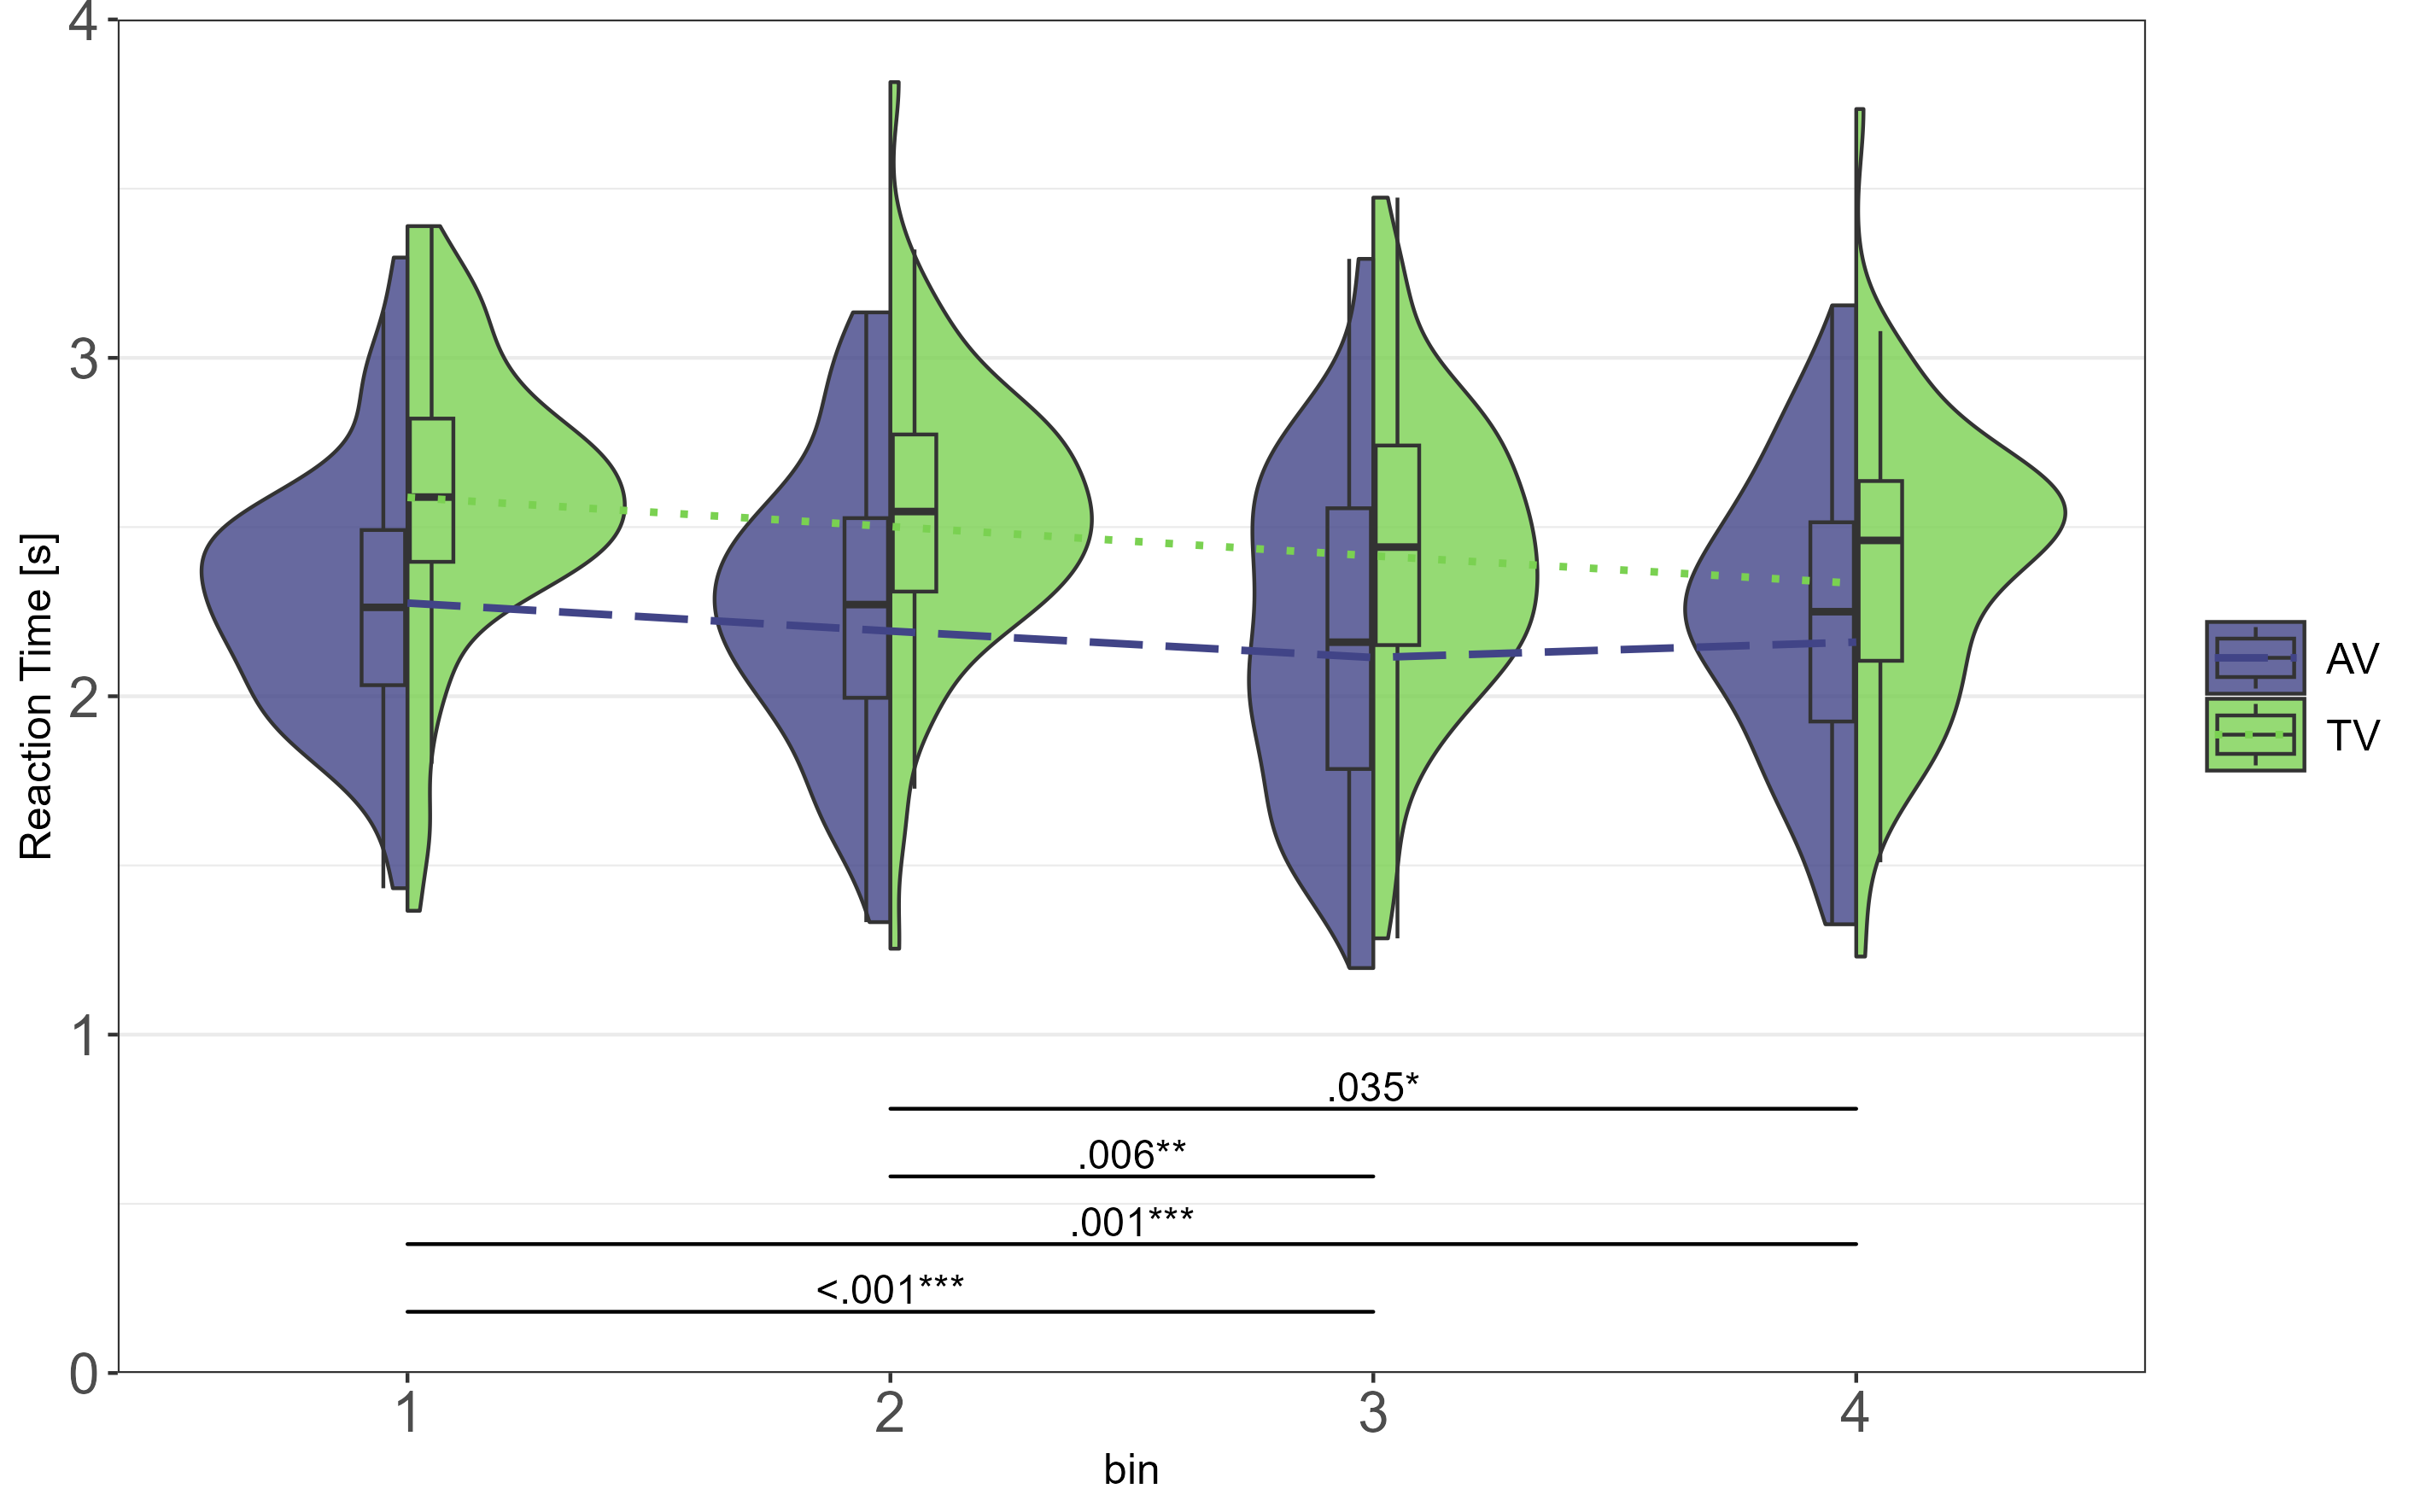 4
3
2
1
0
Reaction Time [s]
.035*
.006**
.001***
<.001***
1 2 3 4
bin
AV
TV